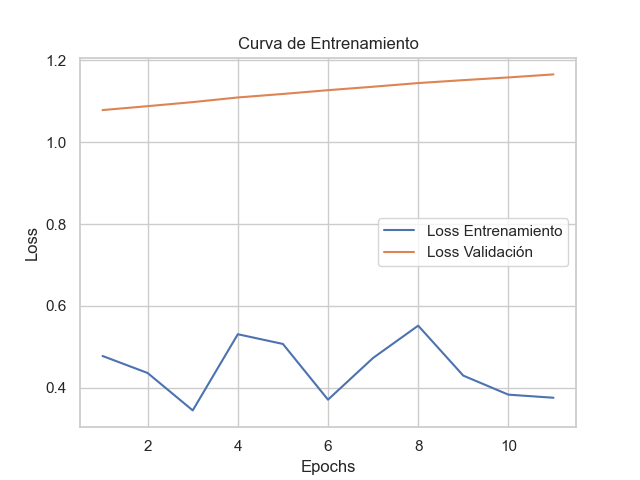 Curva de Entrenamiento
1.2
1.0
0.8
0.6
0.4
Loss
Loss Entrenamiento
Loss Validación
2 4 6 8 10
Epochs